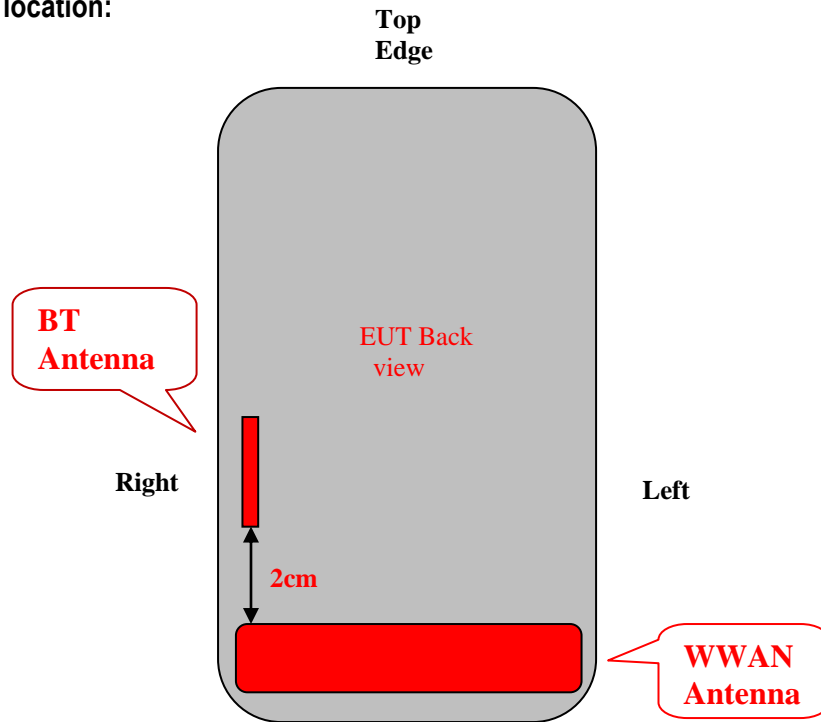 location:
Top
Edge
BT
Antenna
EUT Back
view
Right
Left
2cm
WWAN
Antenna